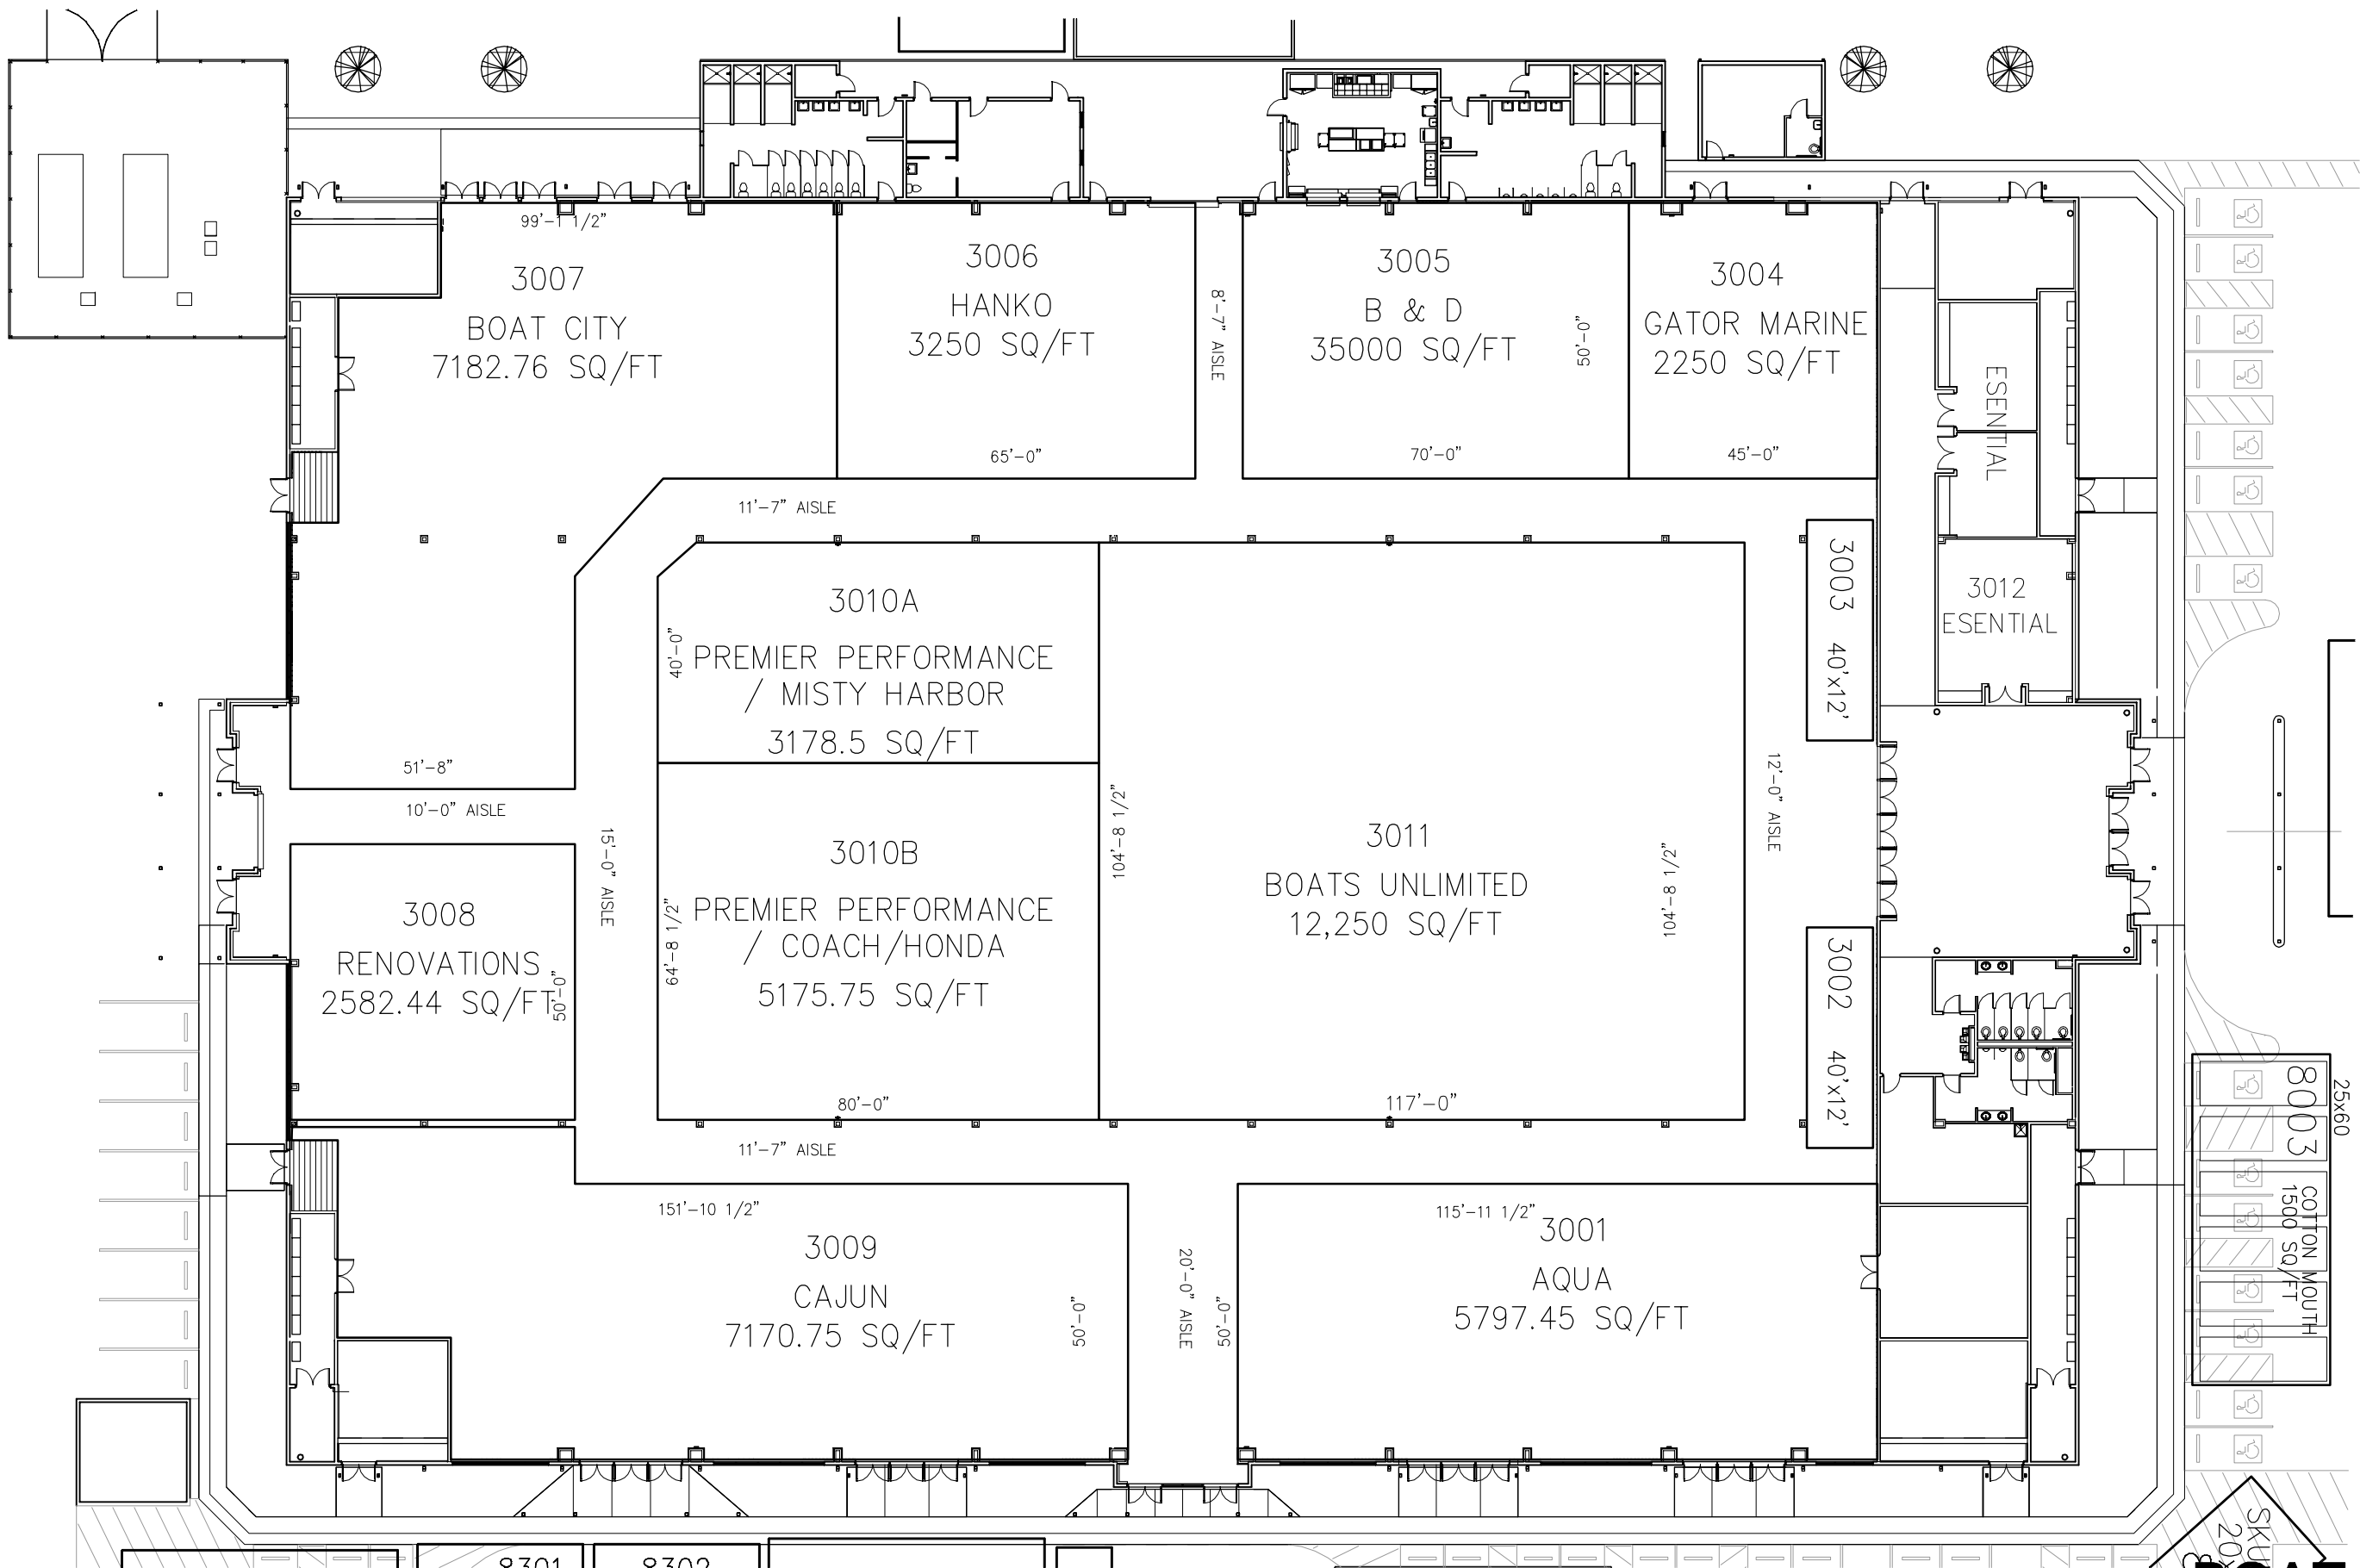 99'-1 1/2"
3007
BOAT CITY
7182.76 SQ/FT
3006
HANKO
3250 SQ/FT
65'-0"
8'-7" AISLE
3005
B & D
35000 SQ/FT
50'-0"
70'-0"
3004
GATOR MARINE
2250 SQ/FT
45'-0"
ESENTIAL
3012
ESENTIAL
11'-7" AISLE
3003 40'x12'
3010A
40'-0"
PREMIER PERFORMANCE
/ MISTY HARBOR
3178.5 SQ/FT
51'-8"
10'-0" AISLE
15'-0" AISLE
3010B
PREMIER PERFORMANCE
/ COACH/HONDA
5175.75 SQ/FT
64'-8 1/2"
80'-0"
104'-8 1/2"
3011
BOATS UNLIMITED
12,250 SQ/FT
104'-8 1/2"
117'-0"
12'-0" AISLE
3002 40'x12'
3008
RENOVATIONS
2582.44 SQ/FT
50'-0"
11'-7" AISLE
151'-10 1/2"
3009
CAJUN
7170.75 SQ/FT
50'-0"
20'-0" AISLE
50'-0"
115'-11 1/2"
3001
AQUA
5797.45 SQ/FT
25x60
8003
COTTON MOUTH
1500 SQ/FT
8301
8302